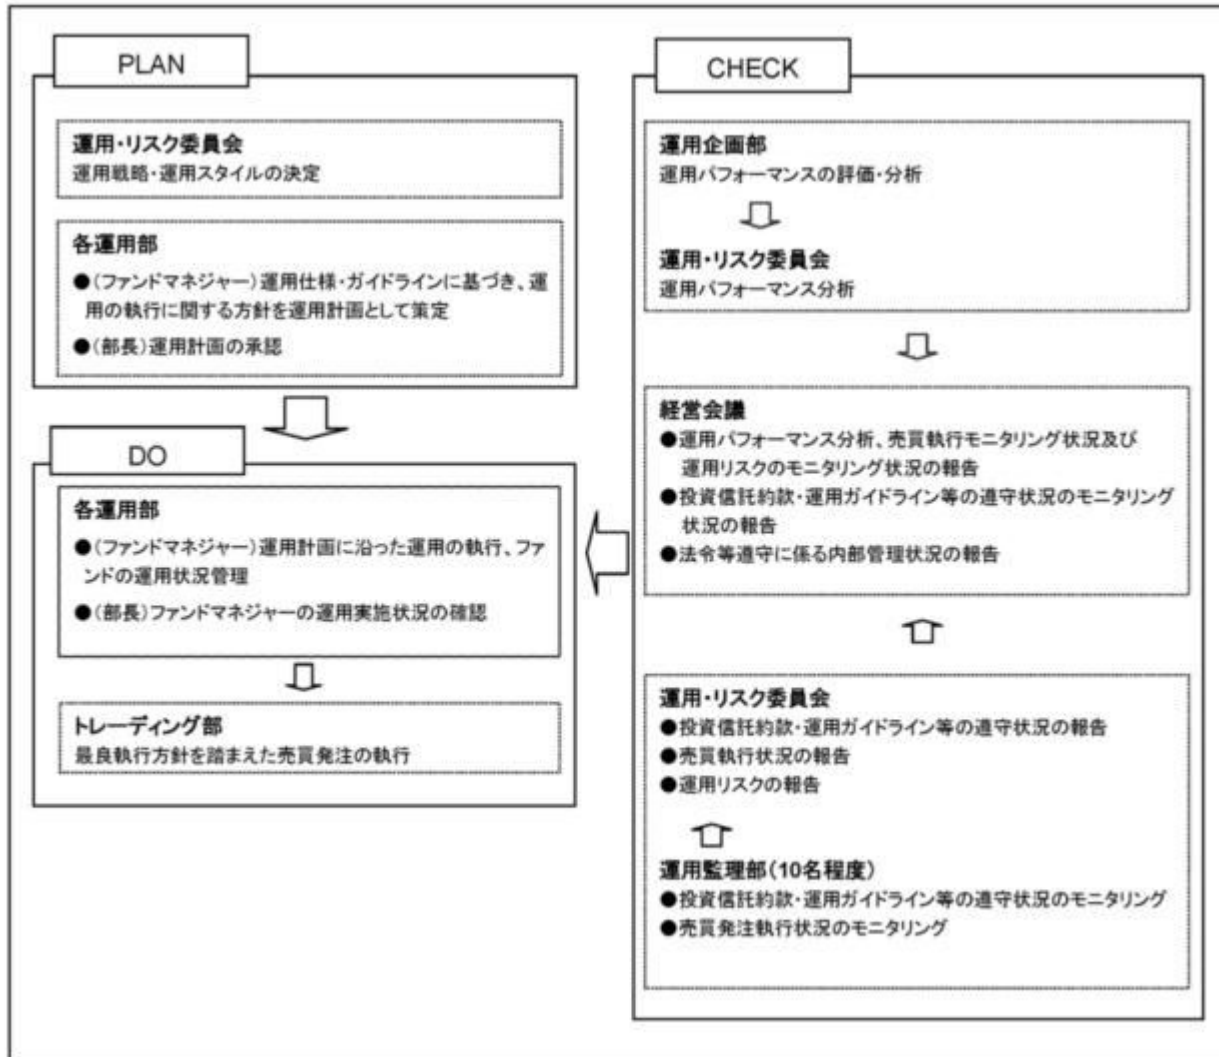 PLAN
運用・リスク委員会
運用戦略・運用スタイルの決定
各運用部
●(ファンドマネジャー)運用仕様・ガイドラインに基づき、運
用の執行に関する方針を運用計画として策定
●(部長)運用計画の承認
DO
各運用部
●(ファンドマネジャー)運用計画に沿った運用の執行、ファ
ンドの運用状況管理
●(部長)ファンドマネジャーの運用実施状況の確認
トレーディング部
最良執行方針を踏まえた売買発注の執行
CHECK
運用企画部
運用パフォーマンスの評価・分析
運用・リスク委員会
運用パフォーマンス分析
経営会議
●運用パフォーマンス分析、売買執行モニタリング状況及び
運用リスクのモニタリング状況の報告
●投資信託約款・運用ガイドライン等の遵守状況のモニタリング
状況の報告
●法令等遵守に係る内部管理状況の報告
運用・リスク委員会
●投資信託約款・運用ガイドライン等の遵守状況の報告
●売買執行状況の報告
●運用リスクの報告
運用監理部(10名程度)
●投資信託約款・運用ガイドライン等の遵守状況のモニタリング
●売買発注執行状況のモニタリング